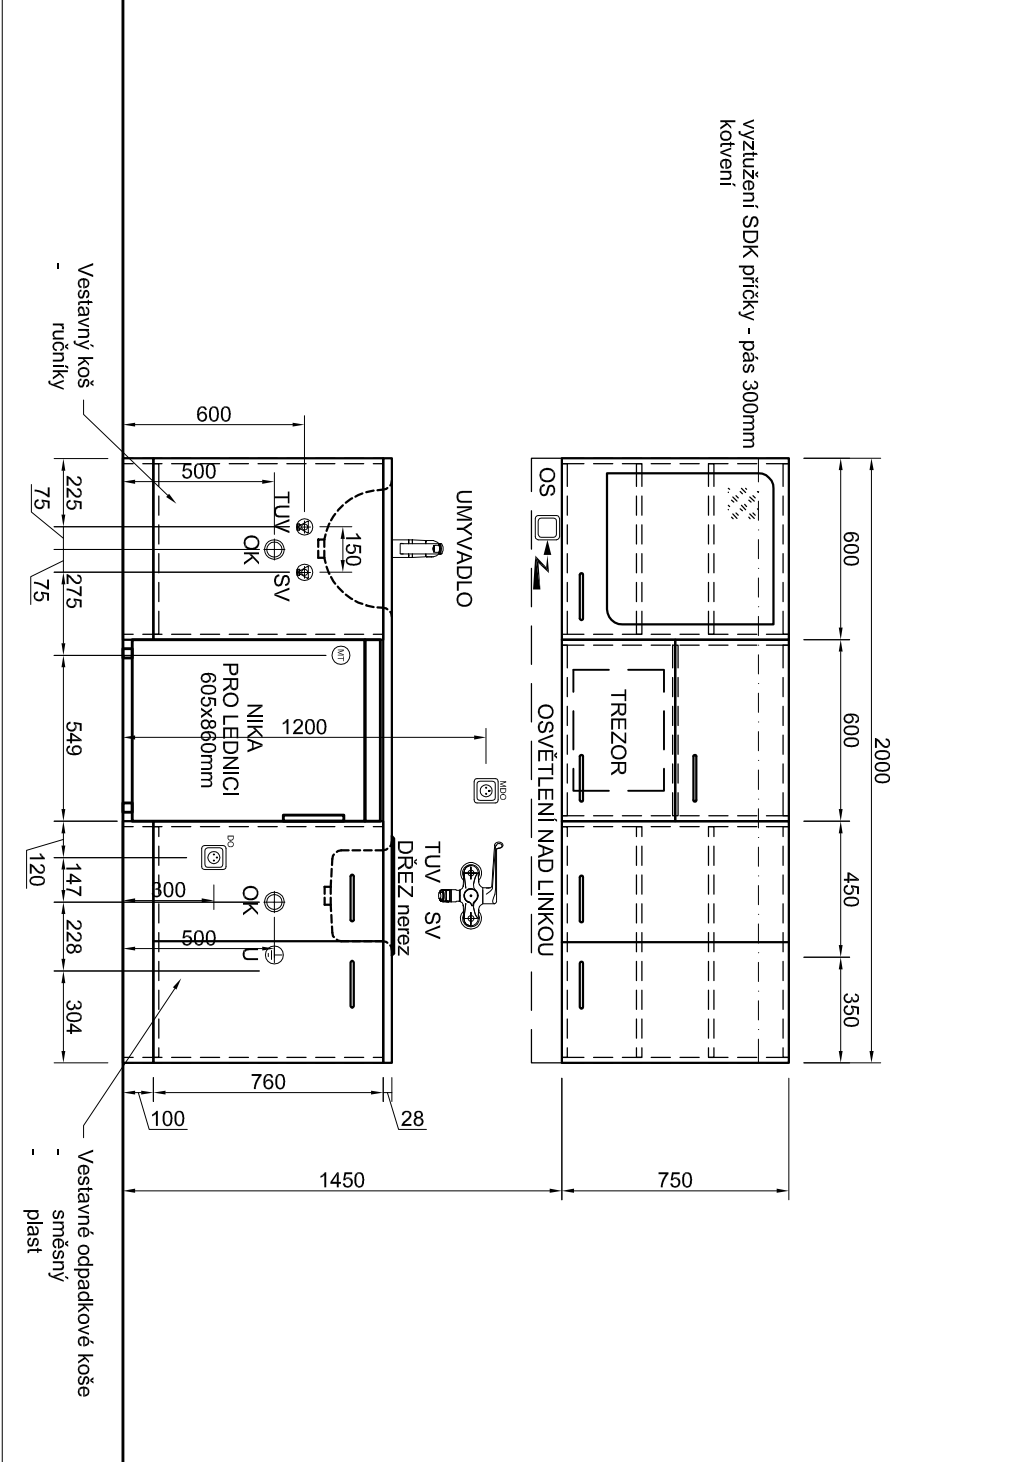 vyztužení SDK příčky - pás 300mm
kotvení
2000
600
600
450
350
OS
OSVĚTLENÍ NAD LINKOU
TREZOR
750
1450
UMYVADLO
MDO
TUV SV
DŘEZ nerez
600
500
TUV
SV
OK
150
MT
NIKA
PRO LEDNICI
605x860mm
1200
DO
OK
300
U
500
760
100
28
225
75
75
275
549
120
147
228
304
Vestavný koš
- ručníky
Vestavné odpadkové koše
- směsný
- plast